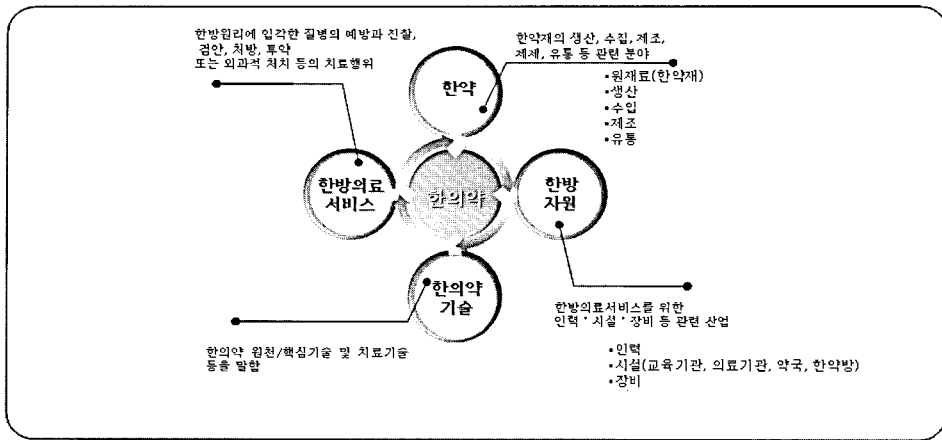 한방원리에 입각한 질병의 예방과 진찰,
검안, 처방, 투약
또는 외과적 처치 등의 치료행위
한약재의 생산, 수집, 제조,
제제, 유통 등 관련 분야
▪원재료(한약재)
▪생산
▪수입
▪제조
▪유통
한약
한방의료
서비스
한의약
한방
자원
한의약
기술
한의약 원천/핵심기술 및 치료기술
등을 말함
한방의료서비스를 위한
인력·시설·장비 등 관련 산업
▪인력
▪시설(교육기관, 의료기관, 약국, 한약방)
▪장비